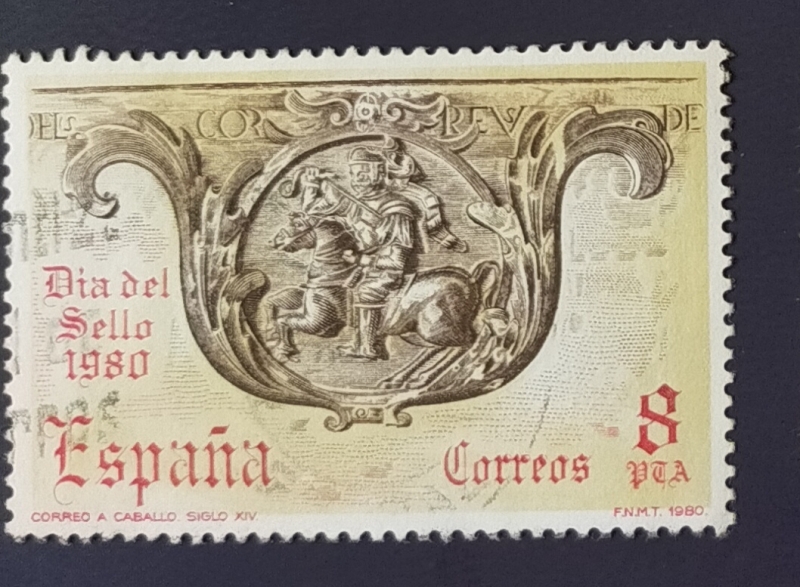 DELS COR REUS DE
Dia del
Sello
1980
España
Correos
8
PTA
CORREO A CABALLO. SIGLO XIV.
F.N.M.T. 1980.